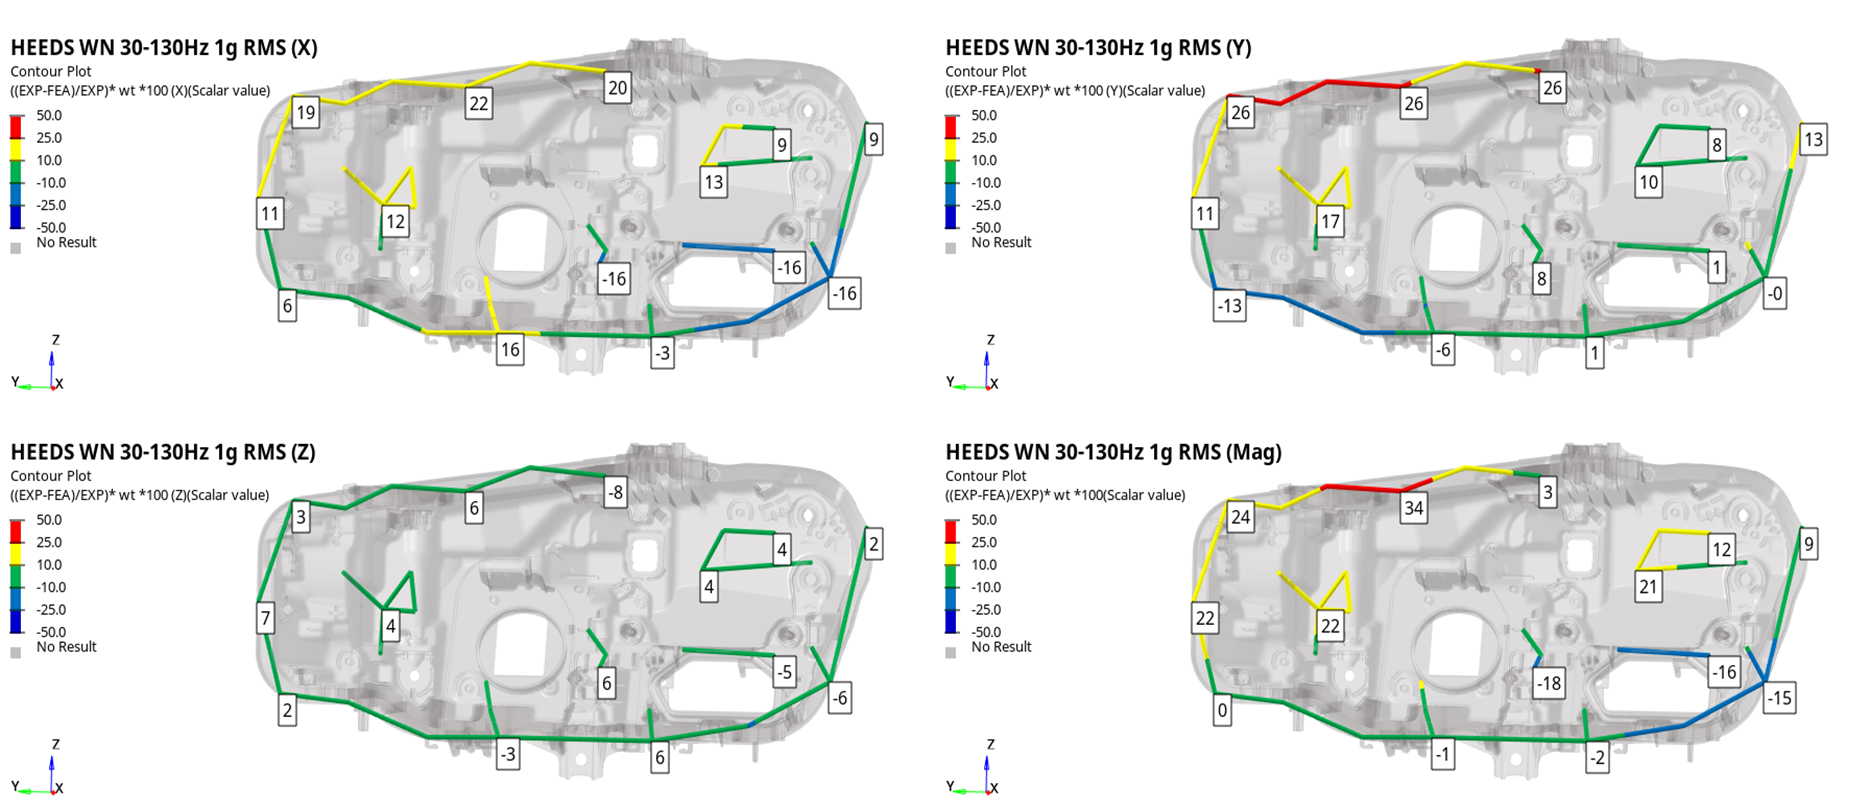 HEEDS WN 30-130Hz 1g RMS (X)
Contour Plot
((EXP-FEA)/EXP)* wt *100 (X)(Scalar value)
50.0
25.0
10.0
-10.0
-25.0
-50.0
No Result
19
22
20
9
9
13
11
12
-16
-16
-16
6
16
-3
Z
Y
X
HEEDS WN 30-130Hz 1g RMS (Y)
Contour Plot
((EXP-FEA)/EXP)* wt *100 (Y)(Scalar value)
50.0
25.0
10.0
-10.0
-25.0
-50.0
No Result
26
26
26
13
8
10
11
17
8
1
-0
-13
-6
1
Z
Y
X
HEEDS WN 30-130Hz 1g RMS (Z)
Contour Plot
((EXP-FEA)/EXP)* wt *100 (Z)(Scalar value)
50.0
25.0
10.0
-10.0
-25.0
-50.0
No Result
3
6
-8
2
4
4
7
4
6
-5
-6
2
-3
6
Z
Y
X
HEEDS WN 30-130Hz 1g RMS (Mag)
Contour Plot
((EXP-FEA)/EXP)* wt *100(Scalar value)
50.0
25.0
10.0
-10.0
-25.0
-50.0
No Result
24
34
3
9
12
21
22
22
-18
-16
-15
0
-1
-2
Z
Y
X